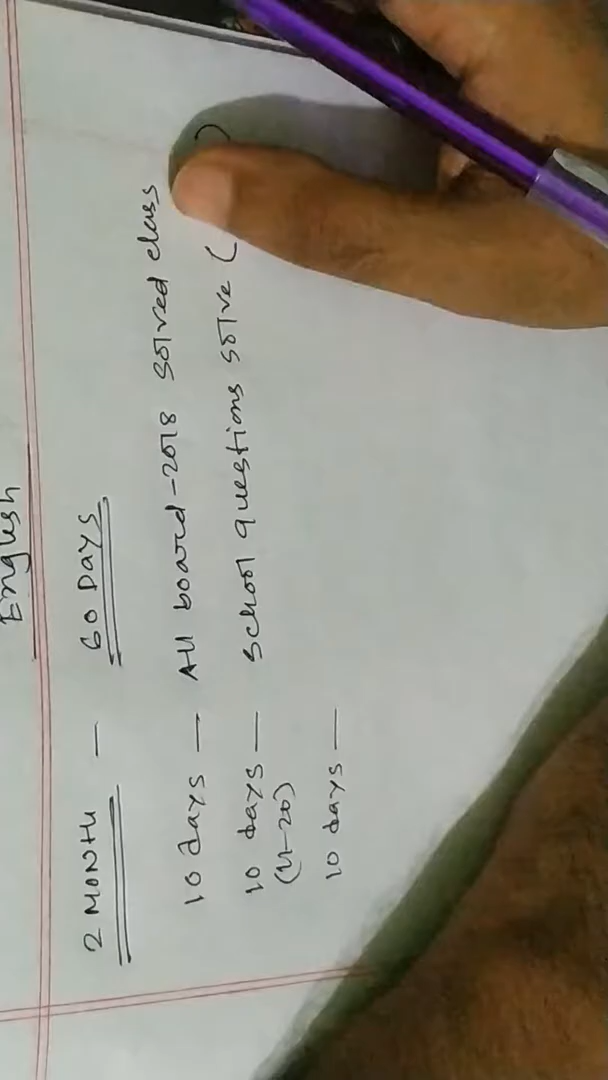 English
2 MONTH - 60 Days
10 days - All board-2018 solved class
10 days - school questions solve ( )
(11-20)
10 days -